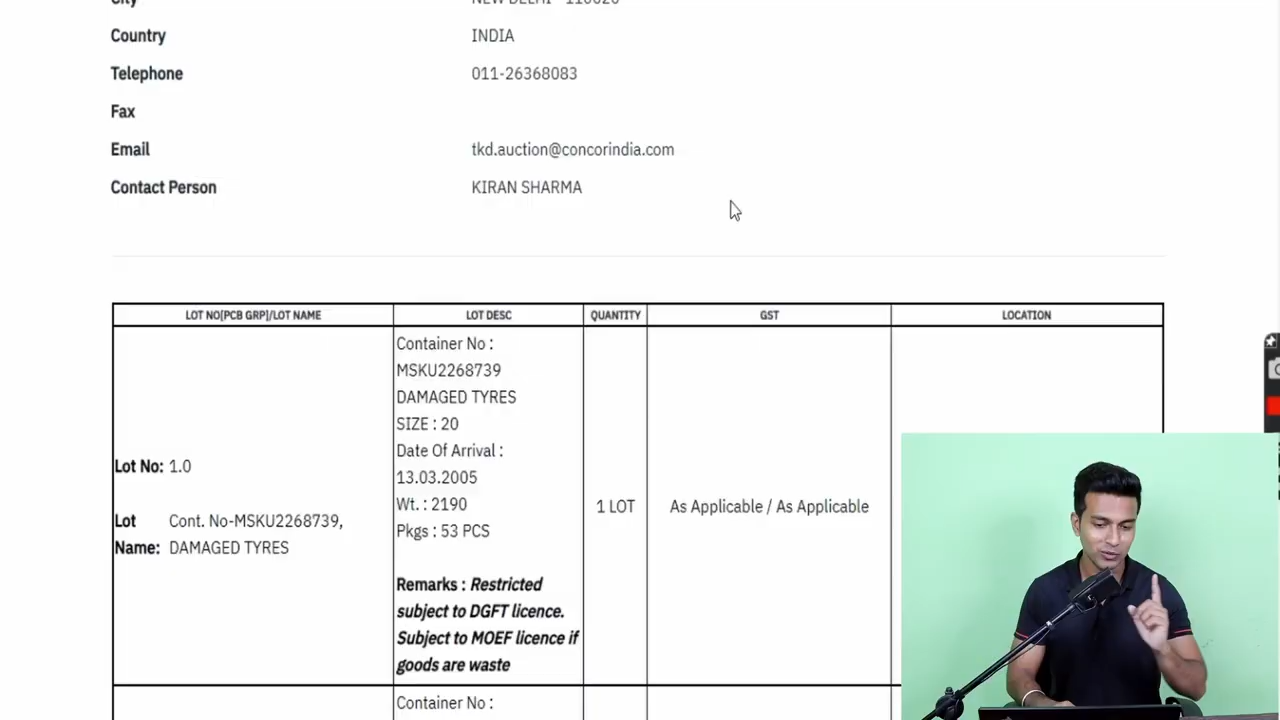 City NEW DELHI - 110020
Country INDIA
Telephone 011-26368083
Fax
Email tkd.auction@concorindia.com
Contact Person KIRAN SHARMA
LOT NO[PCB GRP]/LOT NAME LOT DESC QUANTITY GST LOCATION
Lot No: 1.0
Lot Name: Cont. No-MSKU2268739, DAMAGED TYRES
Container No :
MSKU2268739
DAMAGED TYRES
SIZE : 20
Date Of Arrival :
13.03.2005
Wt. : 2190
Pkgs : 53 PCS
Remarks : Restricted
subject to DGFT licence.
Subject to MOEF licence if
goods are waste
1 LOT
As Applicable / As Applicable
Container No :